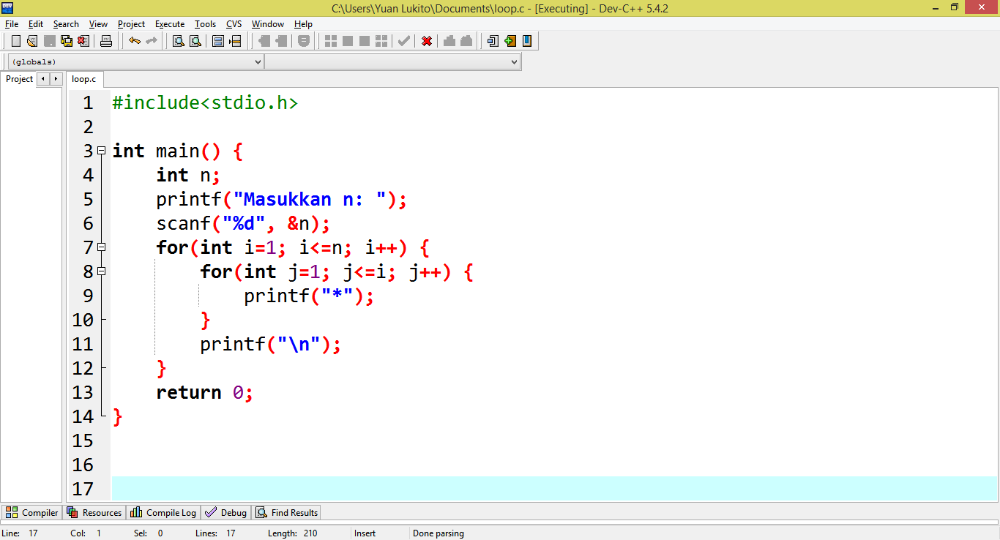 C:\Users\Yuan Lukito\Documents\loop.c - [Executing] - Dev-C++ 5.4.2
File Edit Search View Project Execute Tools CVS Window Help
(globals)
Project loop.c
1 #include<stdio.h>
2
3 int main() {
4     int n;
5     printf("Masukkan n: ");
6     scanf("%d", &n);
7     for(int i=1; i<=n; i++) {
8         for(int j=1; j<=i; j++) {
9             printf("*");
10         }
11         printf("\n");
12     }
13     return 0;
14 }
15
16
17
Compiler Resources Compile Log Debug Find Results
Line: 17 Col: 1 Sel: 0 Lines: 17 Length: 210 Insert Done parsing